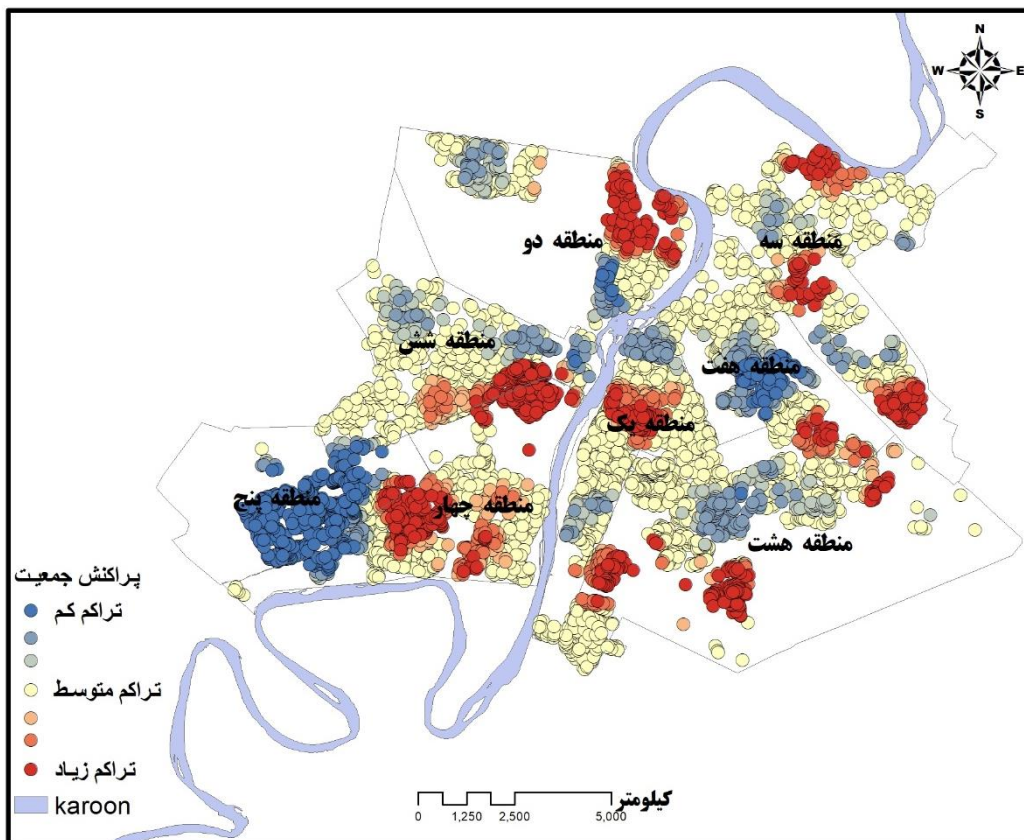 N
W E
S
منطقه دو
منطقه سه
منطقه شش
منطقه هفت
منطقه یک
منطقه پنج
منطقه چهار
منطقه هشت
پراکنش جمعیت
تراکم کم
تراکم متوسط
تراکم زیاد
karoon
کیلومتر
0 1,250 2,500 5,000